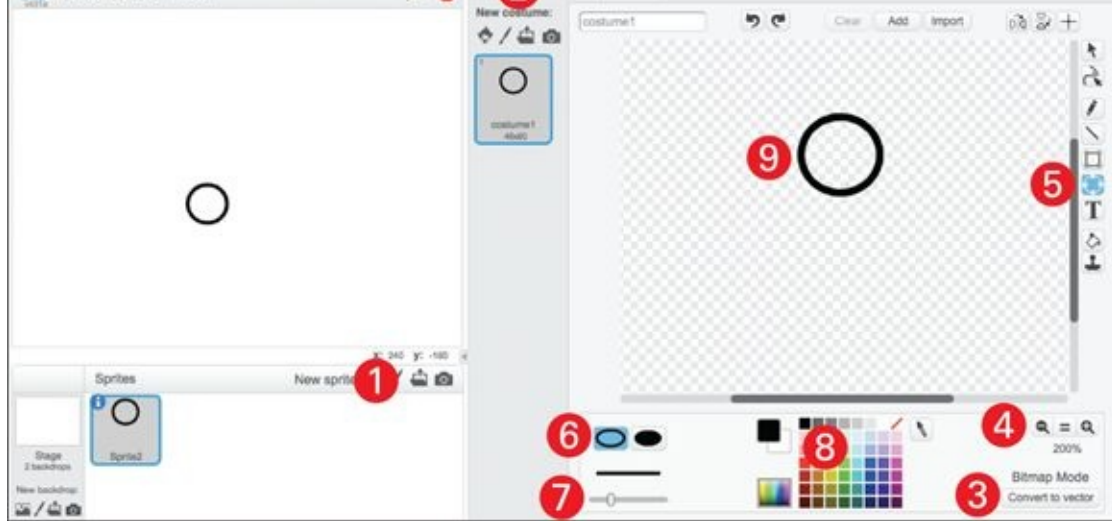 New costume:
costume1
Clear
Add
Import
1
costume1
9
5
T
x: 240 y: -180
Sprites
New sprite
1
Sprite2
Stage
2 backdrops
New backdrop:
6
7
8
4
200%
Bitmap Mode
3
Convert to vector